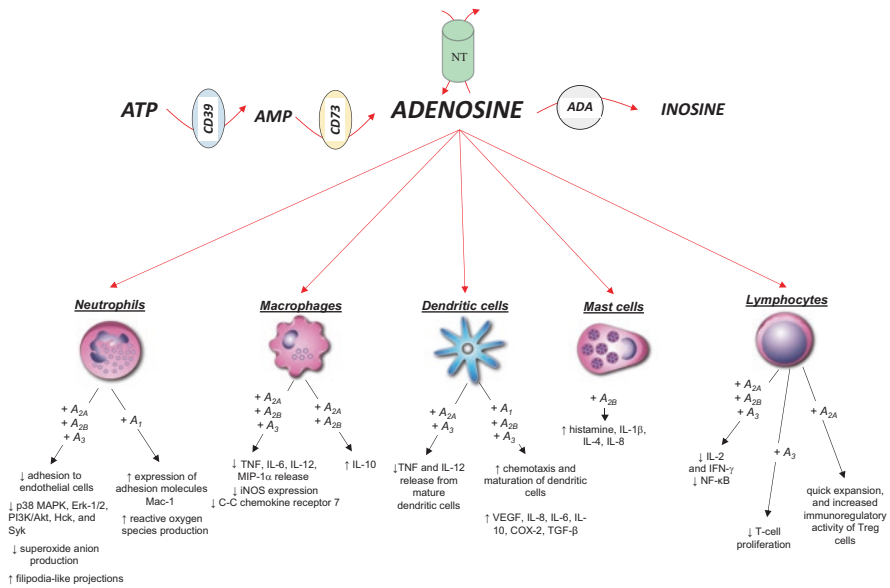 NT
ATP
CD39
AMP
CD73
ADENOSINE
ADA
INOSINE
Neutrophils
+ A2A
+ A2B
+ A3
+ A1
↓ adhesion to
endothelial cells
↓ p38 MAPK, Erk-1/2,
PI3K/Akt, Hck, and
Syk
↓ superoxide anion
production
↑ filipodia-like projections
↑ expression of
adhesion molecules
Mac-1
↑ reactive oxygen
species production
Macrophages
+ A2A
+ A2B
+ A3
+ A2A
+ A2B
↓ TNF, IL-6, IL-12,
MIP-1α release
↓ iNOS expression
↓ C-C chemokine receptor 7
↑ IL-10
Dendritic cells
+ A2A
+ A3
+ A1
+ A2B
+ A3
↓TNF and IL-12
release from
mature
dendritic cells
↑ chemotaxis and
maturation of dendritic
cells
↑ VEGF, IL-8, IL-6, IL-
10, COX-2, TGF-β
Mast cells
+ A2B
↑ histamine, IL-1β,
IL-4, IL-8
Lymphocytes
+ A2A
+ A2B
+ A3
+ A3
+ A2A
↓ IL-2
and IFN-γ
↓ NF-κB
↓ T-cell
proliferation
quick expansion,
and increased
immunoregulatory
activity of Treg
cells